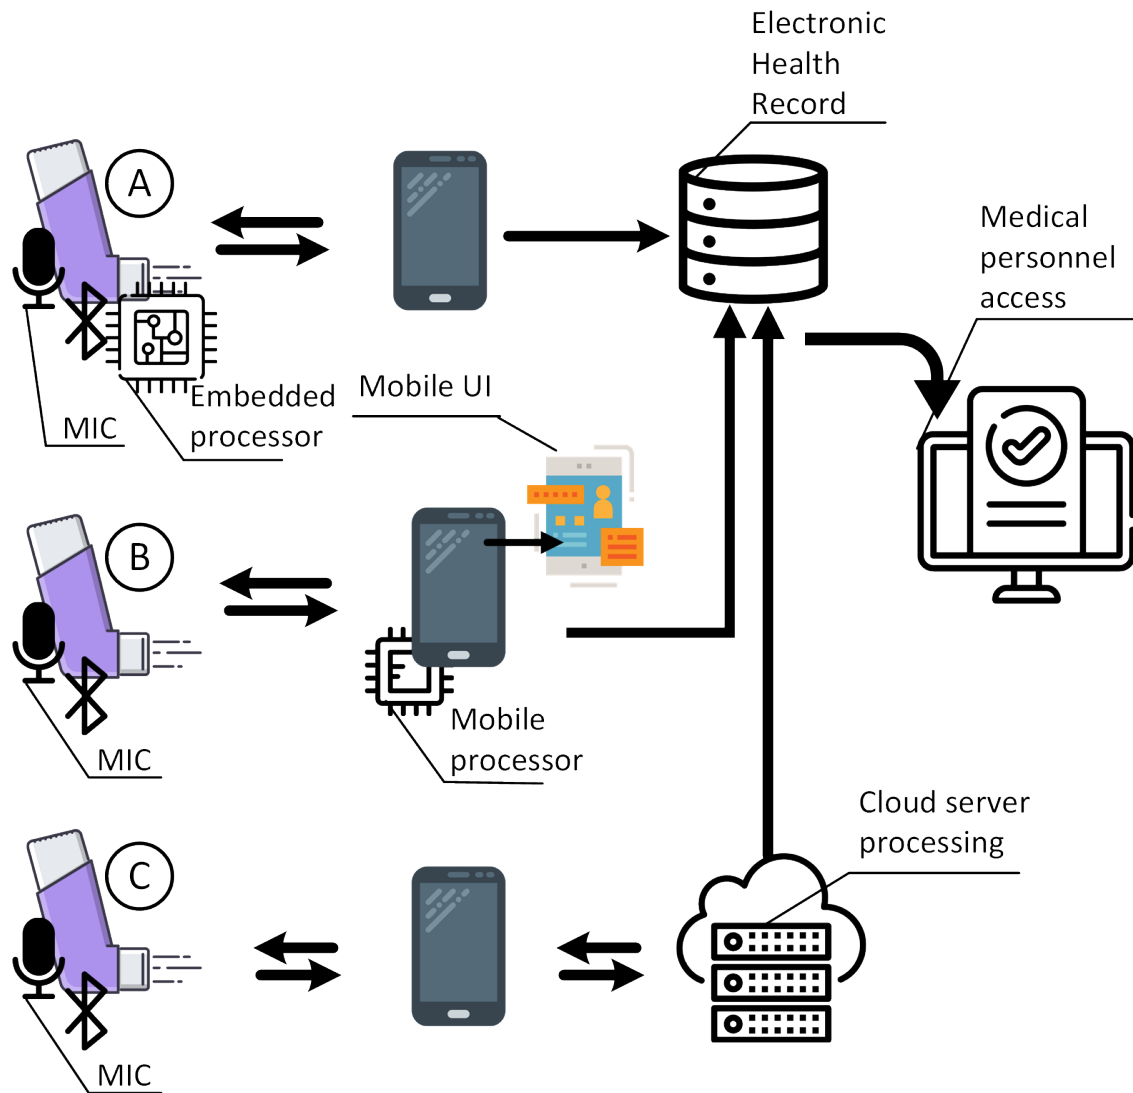 Electronic
Health
Record
A
Medical
personnel
access
MIC
Embedded
processor
Mobile UI
B
MIC
Mobile
processor
Cloud server
processing
C
MIC